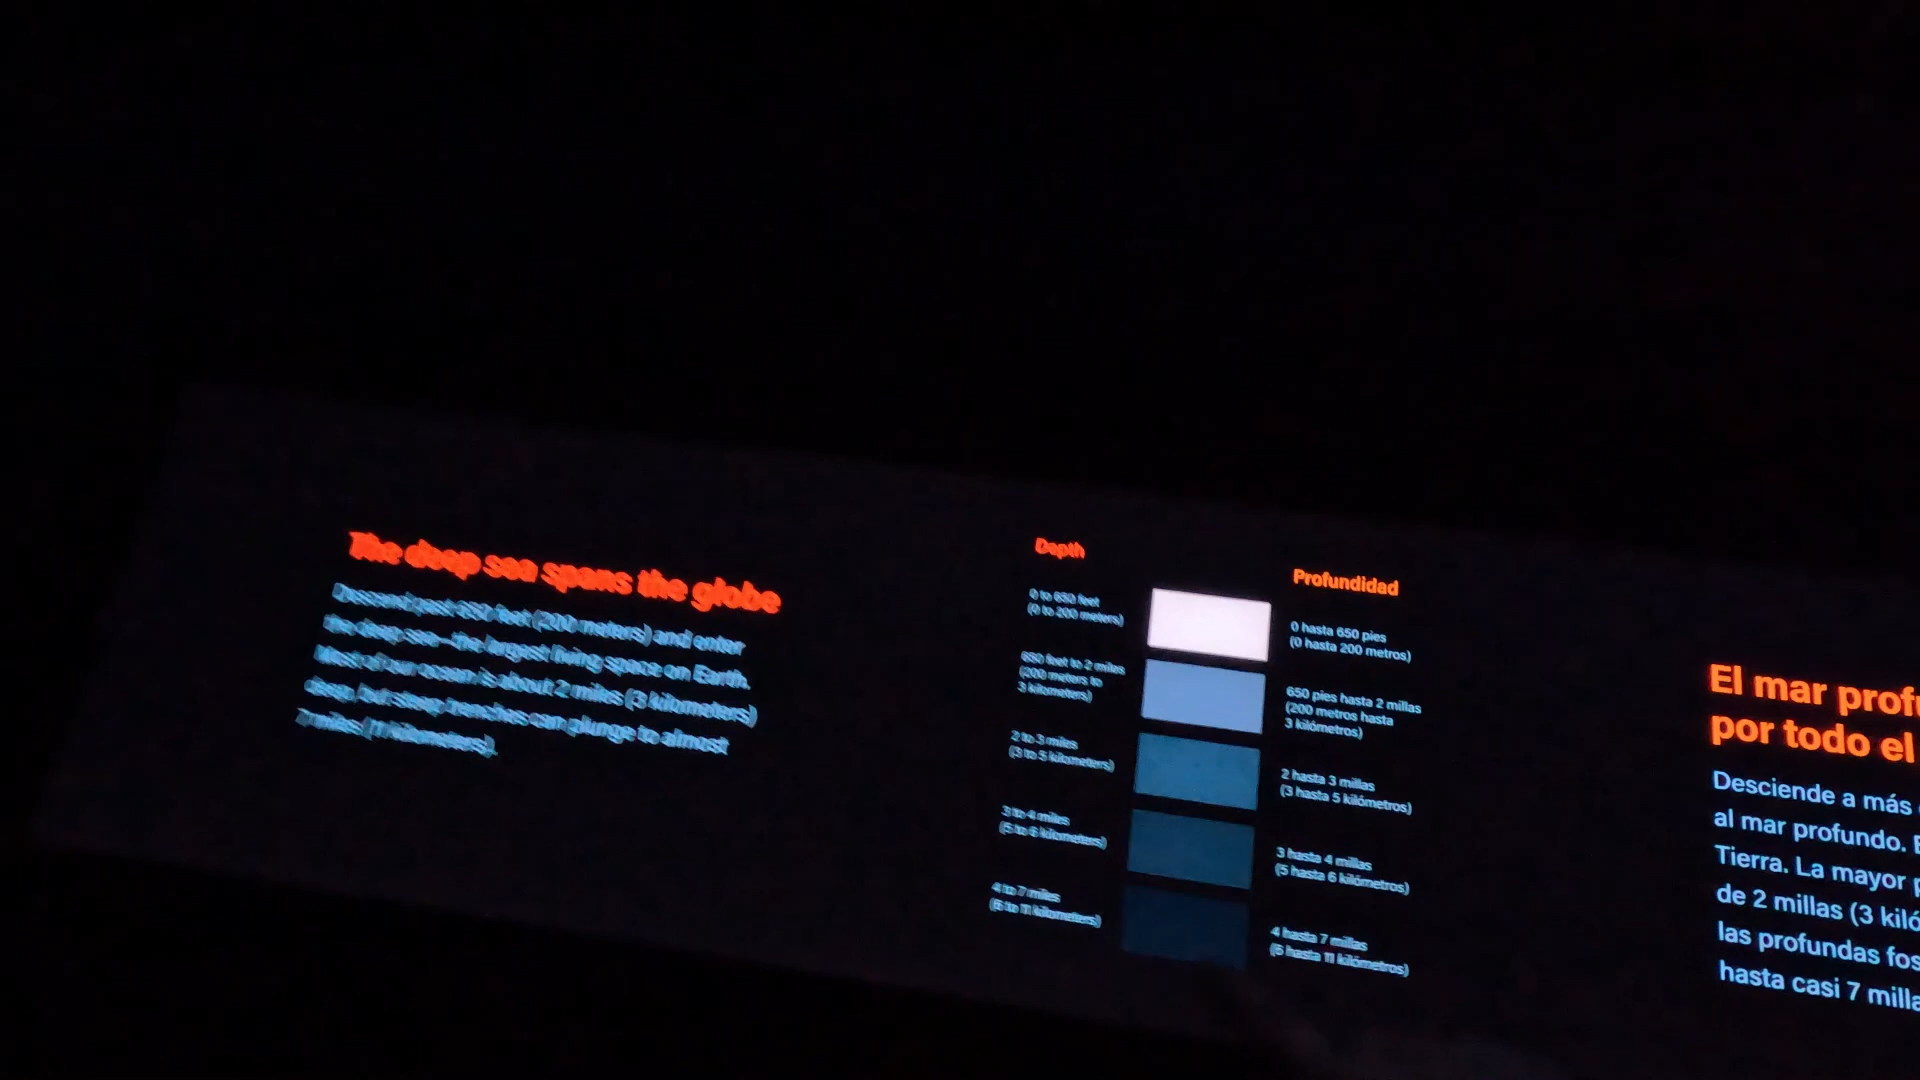 The deep sea spans the globe
Descend past 650 feet (200 meters) and enter
the deep sea—the largest living space on Earth.
Most of our ocean is about 2 miles (3 kilometers)
deep, but steep trenches can plunge to almost
7 miles (11 kilometers).
Depth
0 to 650 feet
(0 to 200 meters)
650 feet to 2 miles
(200 meters to
3 kilometers)
2 to 3 miles
(3 to 5 kilometers)
3 to 4 miles
(5 to 6 kilometers)
4 to 7 miles
(6 to 11 kilometers)
Profundidad
0 hasta 650 pies
(0 hasta 200 metros)
650 pies hasta 2 millas
(200 metros hasta
3 kilómetros)
2 hasta 3 millas
(3 hasta 5 kilómetros)
3 hasta 4 millas
(5 hasta 6 kilómetros)
4 hasta 7 millas
(6 hasta 11 kilómetros)
El mar prof
por todo el
Desciende a más
al mar profundo.
Tierra. La mayor
de 2 millas (3 kiló
las profundas fos
hasta casi 7 milla